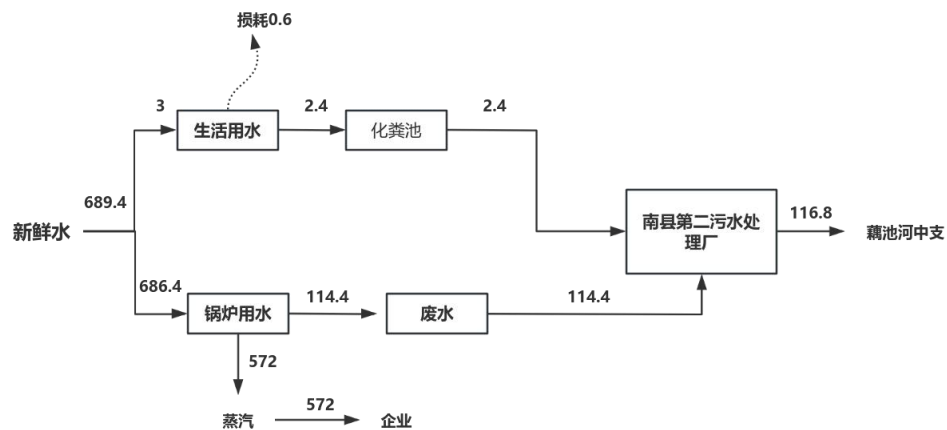 损耗0.6
3
2.4
2.4
生活用水
化粪池
689.4
新鲜水
南县第二污水处
理厂
116.8
藕池河中支
686.4
锅炉用水
114.4
废水
114.4
572
蒸汽
572
企业